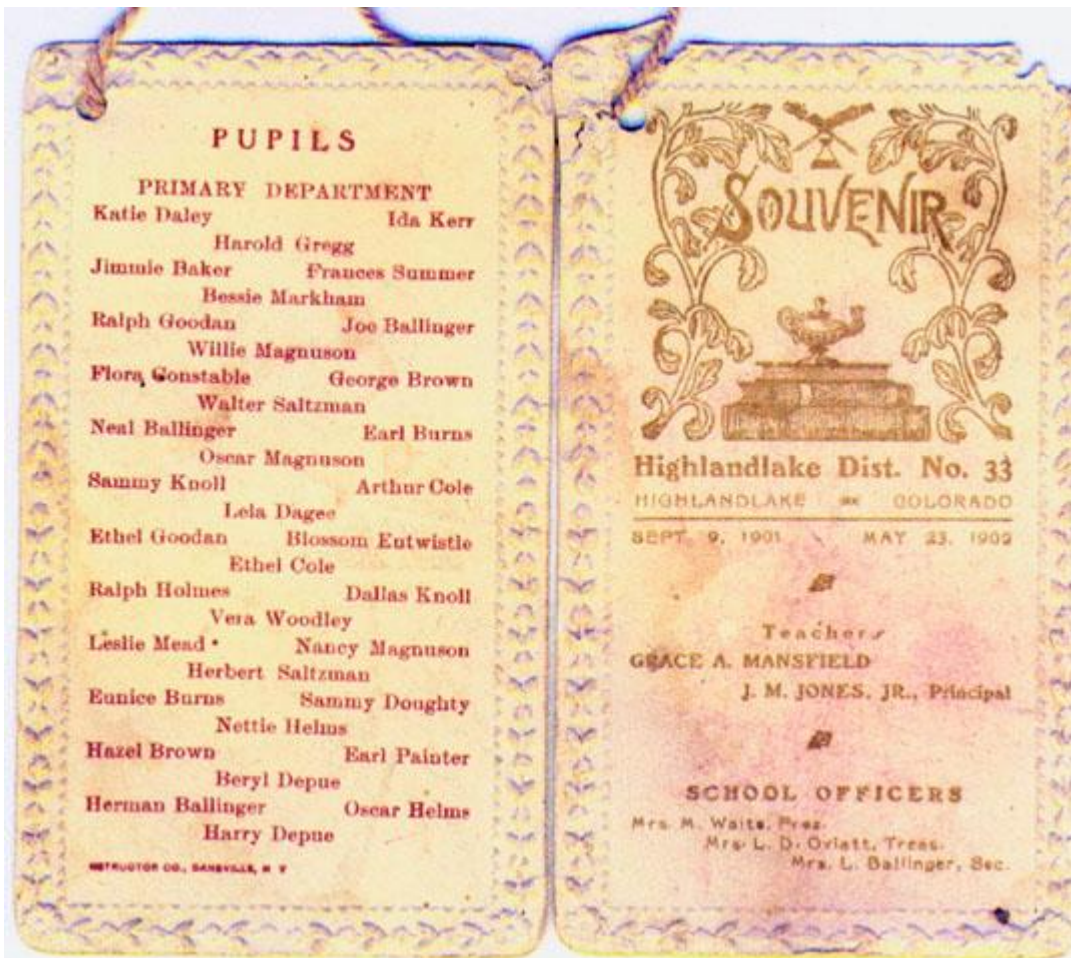 PUPILS
PRIMARY DEPARTMENT
Katie Daley Ida Kerr
Harold Gregg
Jimmie Baker Frances Summer
Bessie Markham
Ralph Goodan Joe Ballinger
Willie Magnuson
Flora Constable George Brown
Walter Saltzman
Neal Ballinger Earl Burns
Oscar Magnuson
Sammy Knoll Arthur Cole
Lela Dagee
Ethel Goodan Blossom Entwistle
Ethel Cole
Ralph Holmes Dallas Knoll
Vera Woodley
Leslie Mead Nancy Magnuson
Herbert Saltzman
Eunice Burns Sammy Doughty
Nettie Helms
Hazel Brown Earl Painter
Beryl Depue
Herman Ballinger Oscar Helms
Harry Depue
INSTRUCTOR CO., DANSVILLE, N Y
SOUVENIR
Highlandlake Dist. No. 33
HIGHLANDLAKE COLORADO
SEPT. 9, 1901 MAY 23, 1902
Teachers
GRACE A. MANSFIELD
J. M. JONES, JR., Principal
SCHOOL OFFICERS
Mrs. M. Waite, Pres.
Mrs. L. D. Oviatt, Treas.
Mrs. L. Ballinger, Sec.